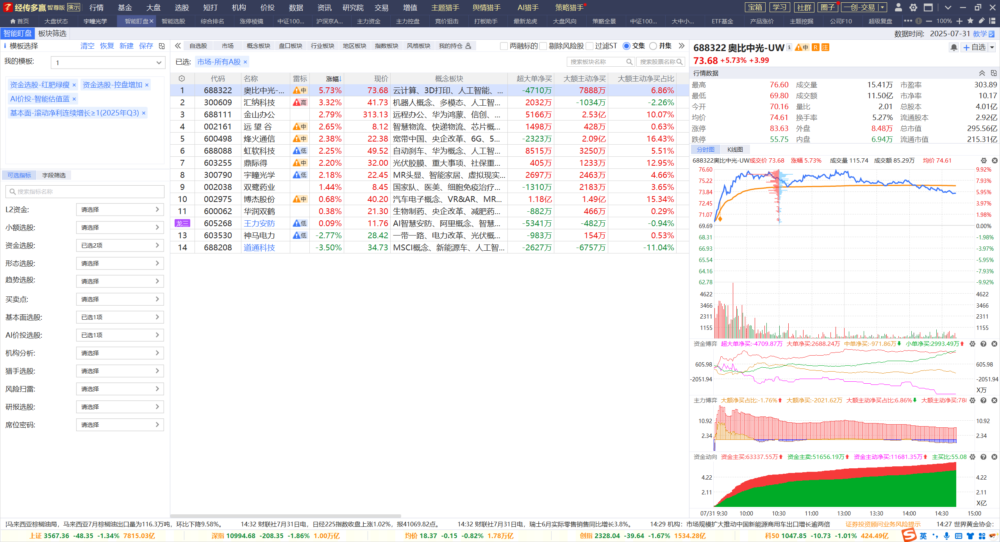 经传多赢 智尊版 演示 行情 基金 大盘 选股 短打 机构 价投 数据 资讯 研究院 交易 增值 主题猎手 舆情猎手 AI猎手 策略猎手 宝箱 学习 社群 圈子 一创-交易
首页 大盘状态 宇瞳光学 智能盯盘 智能选股 综合排名 涨停棱镜 中证100... 沪深京A... 主力资金 主力控盘 竞价狙击 打板助手 最新龙虎 大盘风向 策略全景 中证100... 大中小... ETF基金 产品涨价 主题挖掘 公司F10 超级复盘 ••• 100%
智能盯盘 板块筛选 数据时间: 2025-07-31 教学
模板选择 清空 恢复 新建 保存
我的模板: 1
资金选股-红肥绿瘦 × 资金选股-控盘增加 ×
AI价投-智能估值蓝 ×
基本面-滚动净利连续增长≥1(2025年Q3) ×
可选指标 字段筛选
搜索指标名称
L2资金: 请选择
小额选股: 请选择
资金选股: 已选2项
形态选股: 请选择
趋势选股: 请选择
买卖点: 请选择
基本面选股: 已选1项
AI价投选股: 已选1项
机构分析: 请选择
猎手选股: 请选择
风险扫雷: 请选择
研报选股: 请选择
席位密码: 请选择
自选股 市场 概念板块 盘口板块 行业板块 地区板块 指数板块 风格板块 我的持仓 两融标的 剔除风险股 过滤ST 交集 并集
已选: 市场-所有A股 × 搜索板块名称 搜索股票名称
代码 名称 雷标 涨幅↓ 现价 概念板块 超大单净买 大额主动净买 大额主动净买占比
1 688322 奥比中光-... 中 5.73% 73.68 云计算、3D打印、人工智能、... -4710万 7888万 6.86%
2 300609 汇纳科技 高 3.32% 41.73 机器人概念、多模态、人工智... 2032万 -1034万 -2.26%
3 688111 金山办公 2.79% 313.13 远程办公、华为鸿蒙、信创、... 5166万 2.53亿 10.07%
4 002161 远 望 谷 中 2.65% 8.12 智慧物流、快递物流、芯片概... 1498万 428万 0.63%
5 600498 烽火通信 中 2.38% 22.38 宽带中国、央企改革、6G、5... -2323万 2.09亿 16.43%
6 688088 虹软科技 低 2.25% 49.52 自动刹车、华为概念、人工智... 8515万 3250万 5.51%
7 603255 鼎际得 中 2.20% 32.00 光伏胶膜、重大事项、社保重... 405万 1233万 12.95%
8 300790 宇瞳光学 低 2.18% 22.45 MR头显、智能家居、虚拟现实... 2697万 2463万 4.66%
9 002038 双鹭药业 1.44% 8.45 国家队、医美、细胞免疫治疗... -1310万 2183万 3.65%
10 002975 博杰股份 中 0.68% 40.20 汽车电子概念、VR&AR、MR... 1.18亿 1.49亿 15.34%
11 600062 华润双鹤 0.38% 21.30 生物制药、央企改革、减肥药... -882万 466万 0.29%
龙三 605268 王力安防 低 0.09% 11.76 AI智慧安防、阿里概念、智慧... -5341万 -482万 -0.94%
13 603530 神马电力 低 -2.77% 28.42 一带一路、电力改革、光伏概... -983万 154万 0.53%
14 688208 道通科技 -3.50% 34.73 MSCI概念、新能源车、人工智... -2627万 -6757万 -11.04%
688322 奥比中光-UW 中 R 注 自选
73.68 +5.73% +3.99
行情数据
最高 76.60 成交量 15.41万 市盈率 303.89
最低 69.80 成交额 11.50亿 市净率 10.17
今开 70.16 量比 2.01 总股本 4.01亿
均价 74.61 换手率 5.27% 流通股本 2.92亿
涨停 83.63 外盘 8.48万 总市值 295.56亿
跌停 55.75 内盘 6.94万 流通市值 215.31亿
分时图 K线图
688322奥比中光-UW成交价 73.68 涨幅 5.73% 成交量 115.74 成交额 85.29万 均价 74.61
76.60 9.92%
75.22 7.93%
73.84 5.95%
72.45 3.97%
71.07 1.98%
69.69 0.00%
68.31 -1.98%
66.93 -3.97%
65.54 -5.95%
64.16 -7.93%
62.78 -9.92%
4622 4622
3466 3466
2311 2311
1155 1155
资金博弈 超大单净买:-4709.87万 大单净买:2688.24万 中单净买:-971.86万 小单净买:2993.49万
605.98 605.98
-2051.94 -2051.94
X万
主力博弈 大额净买占比:-1.76% 大额净买:-2021.62万 大额主动净买占比:6.86% 大额主动净买:788
10.92 10.92
2.34 2.34
资金动向 资金主买:63337.55万 资金主卖:51656.19万 资金主动净买:11681.35万 主买比:55.08
4.22 4.22
2.11 2.11
X亿
07/31 9:30 10:00 10:30 11:00 13:00 13:30 14:00 14:30 15:00
马来西亚棕榈油局，马来西亚7月棕榈油出口量为116.3万吨，环比下降9.58%。 14:32 财联社7月31日电，日经225指数收盘上涨1.02%，报41069.82点。 14:32 财联社7月31日电，瑞士6月实际零售销售同比增长3.8%。 14:29 机构：市场规模扩大推动中国新能源商用车出口增长逾两倍 证券投资顾问业务风险提示 14:27 世界黄金协会：
上证 3567.36 -48.35 -1.34% 7815.03亿 深指 10994.68 -208.35 -1.86% 1.00万亿 均价 18.37 -0.15 -0.82% 1.78万亿 创指 2328.04 -39.64 -1.67% 1534.28亿 科50 1047.85 -10.73 -1.01% 424.49亿 英